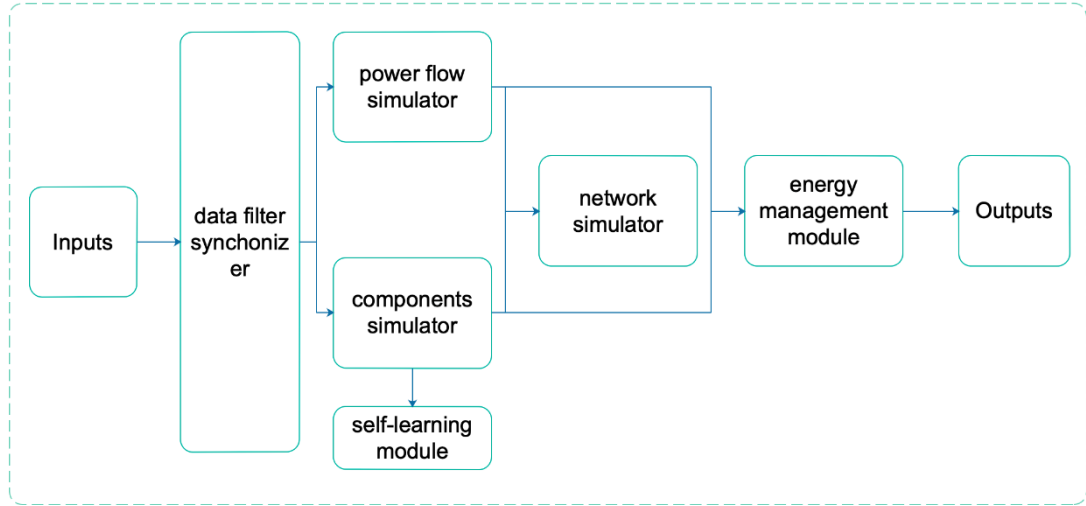 Inputs
data filter
synchoniz
er
power flow
simulator
components
simulator
self-learning
module
network
simulator
energy
management
module
Outputs